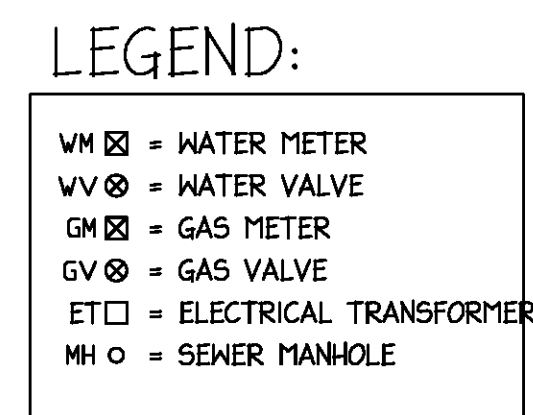 LEGEND:
WM = WATER METER
WV = WATER VALVE
GM = GAS METER
GV = GAS VALVE
ET = ELECTRICAL TRANSFORMER
MH = SEWER MANHOLE